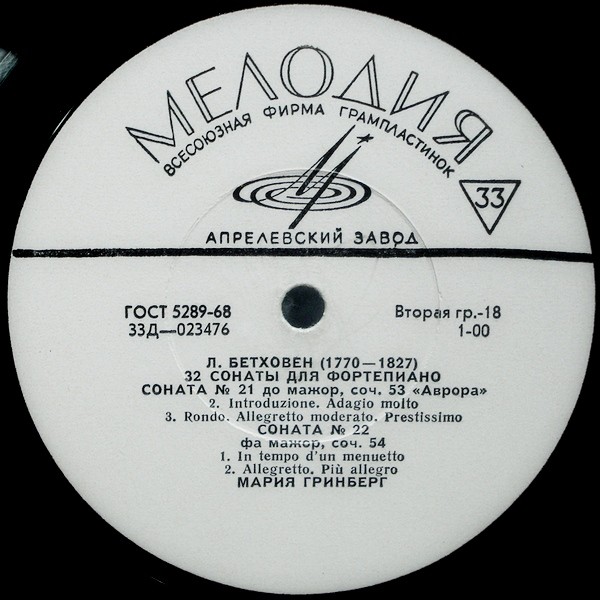 МЕЛОДИЯ
ВСЕСОЮЗНАЯ ФИРМА ГРАМПЛАСТИНОК
33
АПРЕЛЕВСКИЙ ЗАВОД
ГОСТ 5289-68
Вторая гр.-18
33Д—023476
1-00
Л. БЕТХОВЕН (1770—1827)
32 СОНАТЫ ДЛЯ ФОРТЕПИАНО
СОНАТА № 21 до мажор, соч. 53 «Аврора»
2. Introduzione. Adagio molto
3. Rondo. Allegretto moderato. Prestissimo
СОНАТА № 22
фа мажор, соч. 54
1. In tempo d'un menuetto
2. Allegretto. Più allegro
МАРИЯ ГРИНБЕРГ